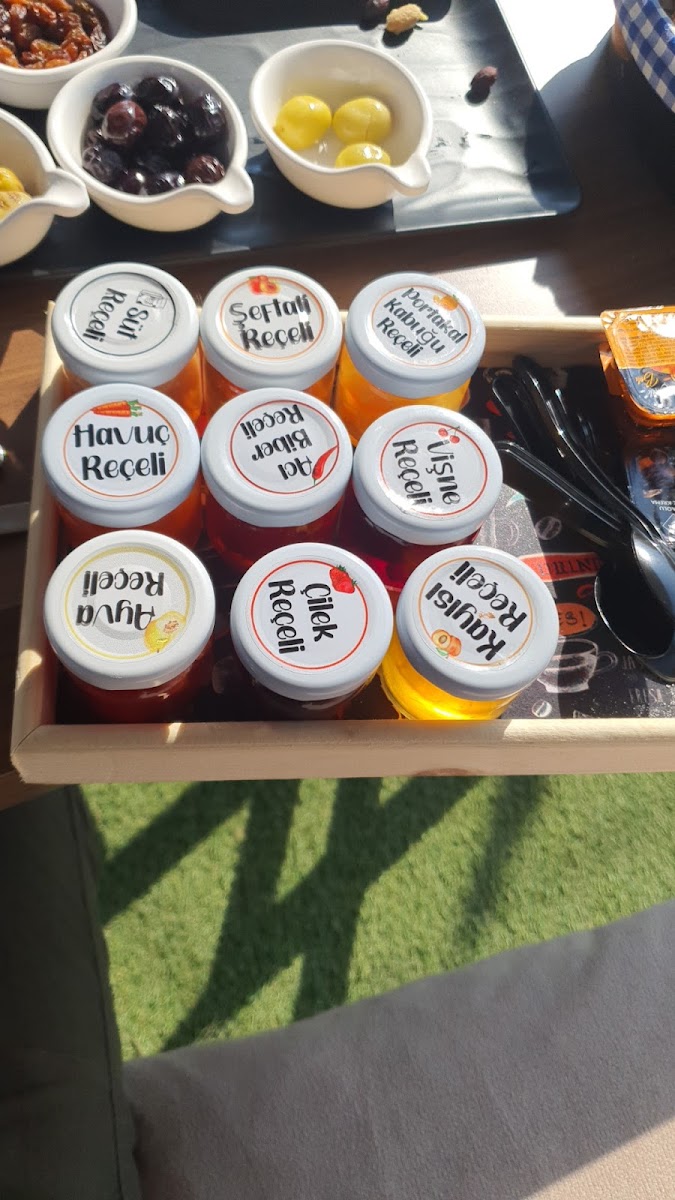 Süt
Reçeli
Şeftali
Reçeli
Portakal
Kabuğu
Reçeli
Havuç
Reçeli
Acı
Biber
Reçeli
Vişne
Reçeli
Ayva
Reçeli
Çilek
Reçeli
Kayısı
Reçeli